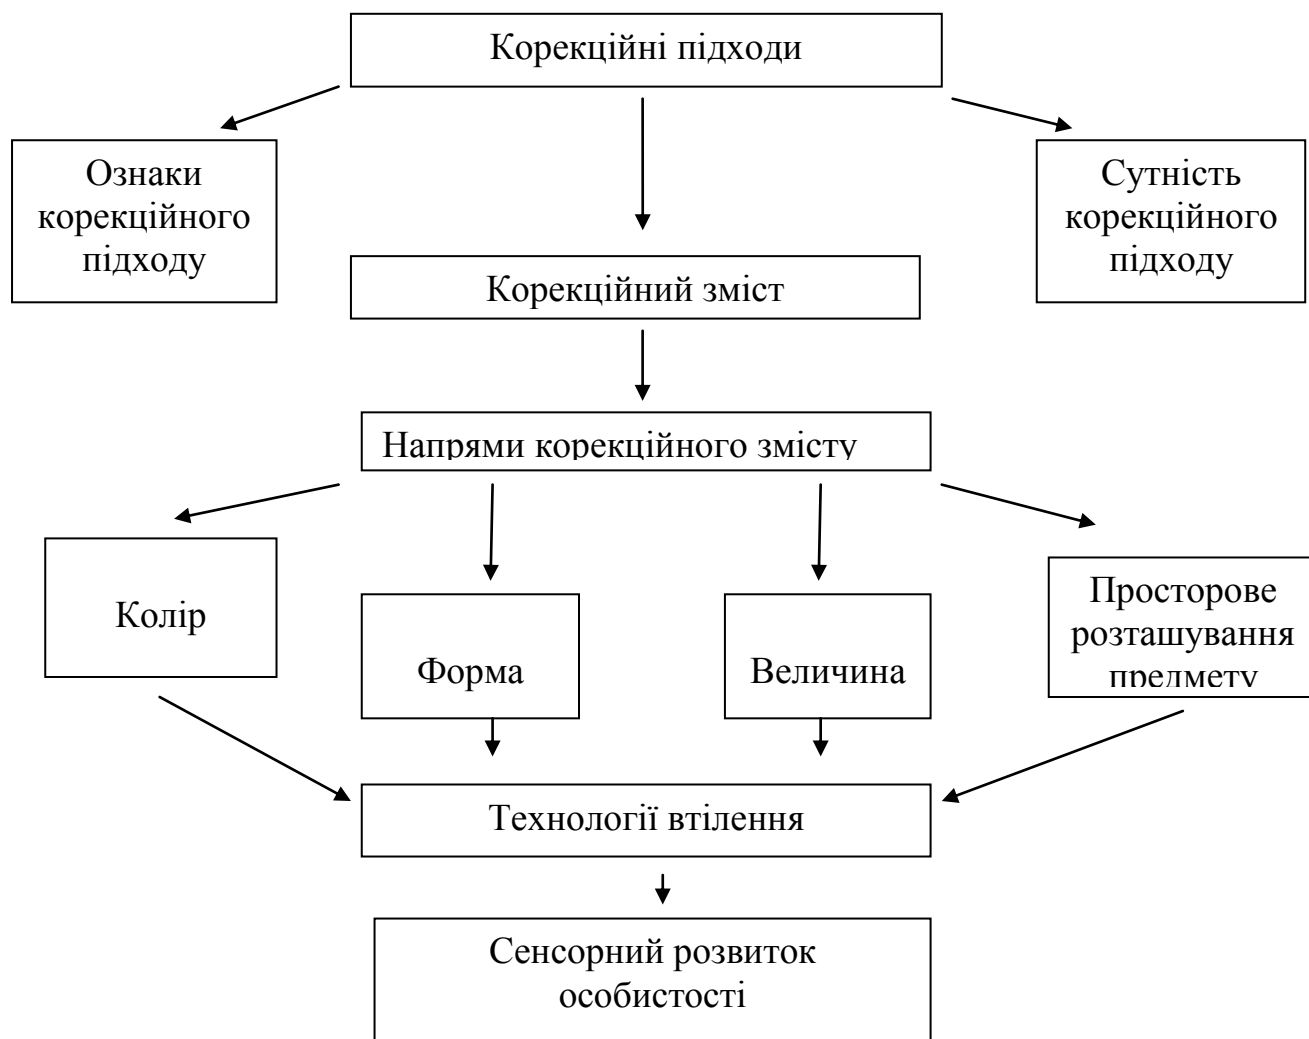 Корекційні підходи
Ознаки
корекційного
підходу
Сутність
корекційного
підходу
Корекційний зміст
Напрями корекційного змісту
Колір
Форма
Величина
Просторове
розташування
предмету
Технології втілення
Сенсорний розвиток
особистості